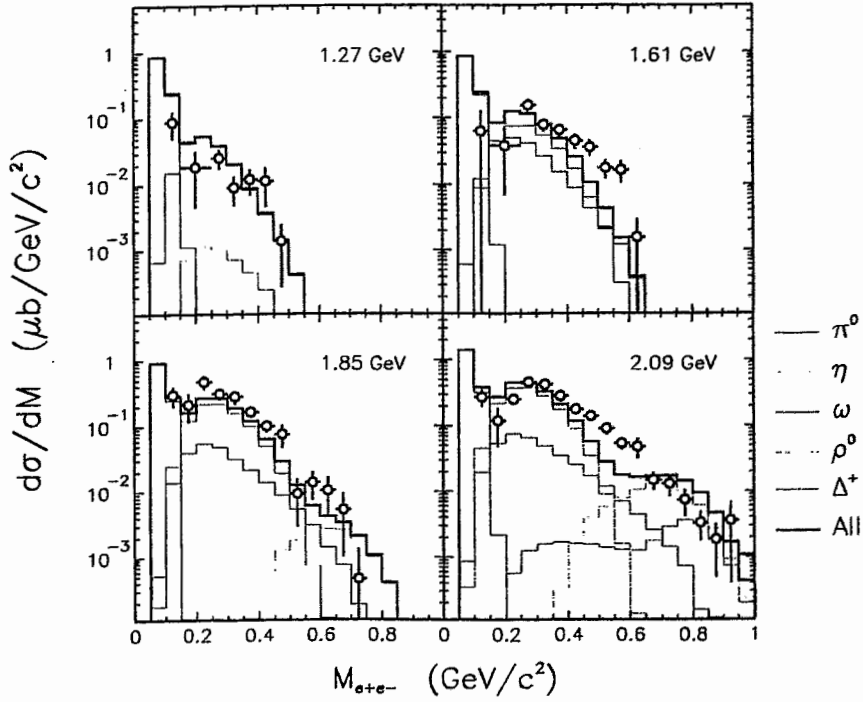 1.27 GeV
1.61 GeV
1
10⁻¹
10⁻²
10⁻³
dσ/dM (μb/GeV/c²)
1.85 GeV
2.09 GeV
1
10⁻¹
10⁻²
10⁻³
π⁰
η
ω
ρ⁰
Δ⁺
All
0 0.2 0.4 0.6 0.8 0 0.2 0.4 0.6 0.8 1
Mₑ₊ₑ₋ (GeV/c²)